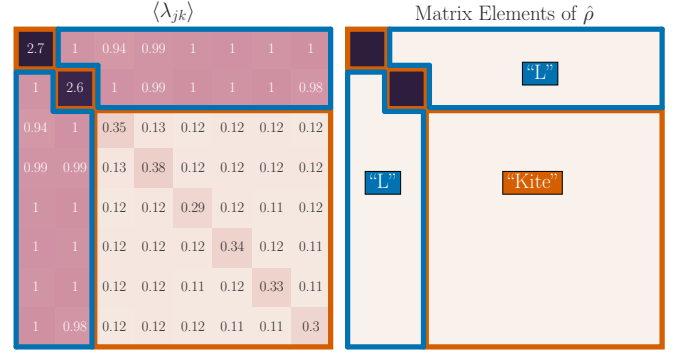 ⟨λ_{jk}⟩
Matrix Elements of ρ̂
2.7 1 0.94 0.99 1 1 1 1
1 2.6 1 0.99 1 1 1 0.98
0.94 1 0.35 0.13 0.12 0.12 0.12 0.12
0.99 0.99 0.13 0.38 0.12 0.12 0.12 0.12
1 1 0.12 0.12 0.29 0.12 0.11 0.12
1 1 0.12 0.12 0.12 0.34 0.12 0.11
1 1 0.12 0.12 0.11 0.12 0.33 0.11
1 0.98 0.12 0.12 0.12 0.11 0.11 0.3
“L”
“L”
“Kite”